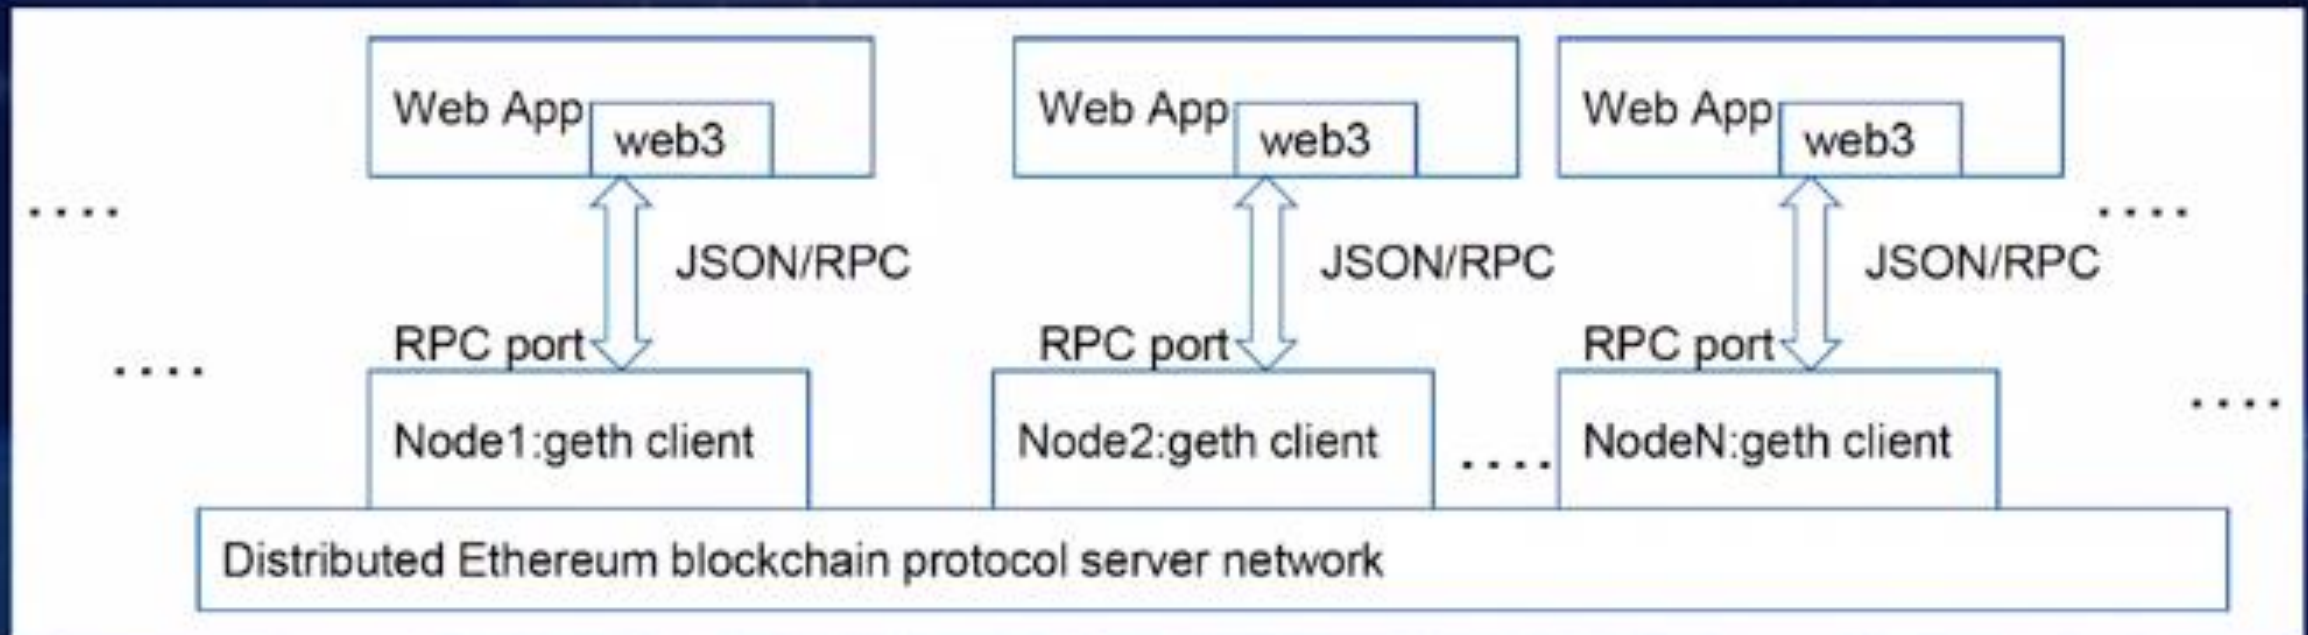 Web App
web3
Web App
web3
Web App
web3
....
....
JSON/RPC
JSON/RPC
JSON/RPC
RPC port
RPC port
RPC port
....
....
Node1:geth client
Node2:geth client
....
NodeN:geth client
Distributed Ethereum blockchain protocol server network